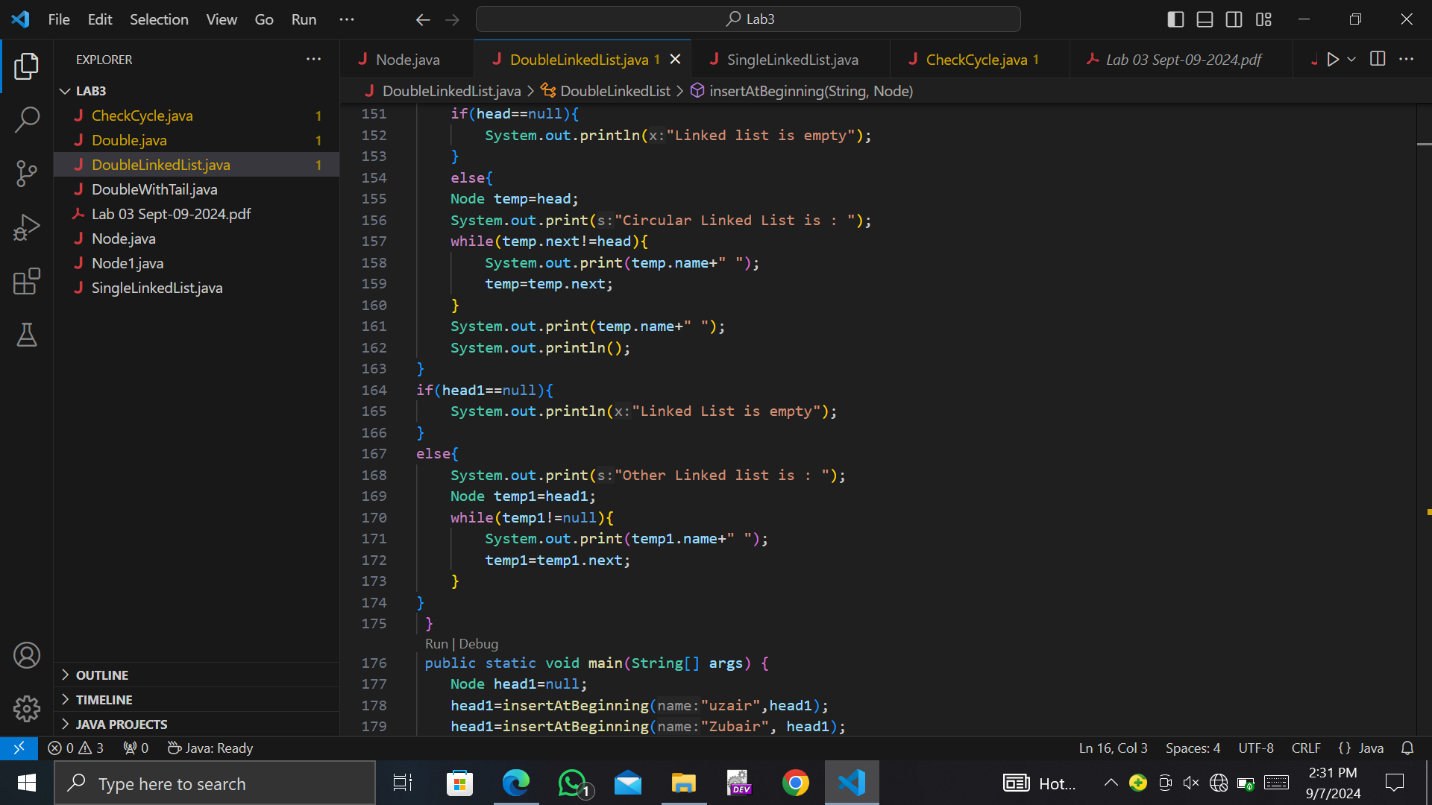 File Edit Selection View Go Run ··· Lab3
EXPLORER ···
LAB3
CheckCycle.java 1
Double.java 1
DoubleLinkedList.java 1
DoubleWithTail.java
Lab 03 Sept-09-2024.pdf
Node.java
Node1.java
SingleLinkedList.java
OUTLINE
TIMELINE
JAVA PROJECTS
Node.java DoubleLinkedList.java 1 SingleLinkedList.java CheckCycle.java 1 Lab 03 Sept-09-2024.pdf
DoubleLinkedList.java > DoubleLinkedList > insertAtBeginning(String, Node)
151 if(head==null){
152 System.out.println(x:"Linked list is empty");
153 }
154 else{
155 Node temp=head;
156 System.out.print(s:"Circular Linked List is : ");
157 while(temp.next!=head){
158 System.out.print(temp.name+" ");
159 temp=temp.next;
160 }
161 System.out.print(temp.name+" ");
162 System.out.println();
163 }
164 if(head1==null){
165 System.out.println(x:"Linked List is empty");
166 }
167 else{
168 System.out.print(s:"Other Linked list is : ");
169 Node temp1=head1;
170 while(temp1!=null){
171 System.out.print(temp1.name+" ");
172 temp1=temp1.next;
173 }
174 }
175 }
Run | Debug
176 public static void main(String[] args) {
177 Node head1=null;
178 head1=insertAtBeginning(name:"uzair",head1);
179 head1=insertAtBeginning(name:"Zubair", head1);
0 3 0 Java: Ready Ln 16, Col 3 Spaces: 4 UTF-8 CRLF {} Java
Type here to search DEV 1 Hot... 2:31 PM
9/7/2024